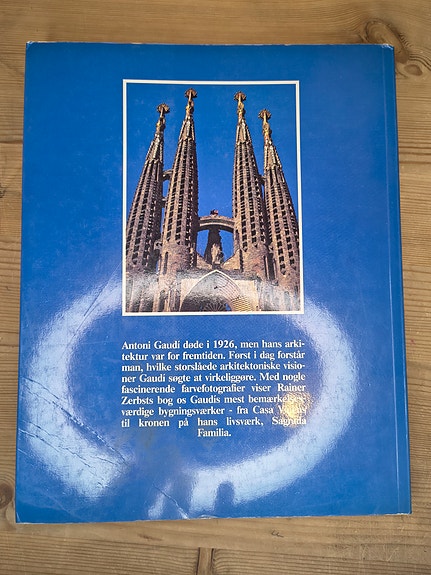 Antoni Gaudí døde i 1926, men hans arki-
tektur var for fremtiden. Først i dag forstår
man, hvilke storslåede arkitektoniske visio-
ner Gaudí søgte at virkeliggøre. Med nogle
fascinerende farvefotografier viser Rainer
Zerbsts bog os Gaudís mest bemærkelses-
værdige bygningsværker - fra Casa Vicens
til kronen på hans livsværk, Sagrada
Familia.